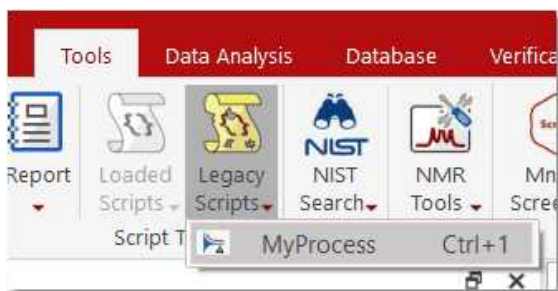 Tools Data Analysis Database Verifica
NIST
Report Loaded Legacy NIST NMR Mn
Scripts Scripts Search Tools Scree
Script T
MyProcess Ctrl+1